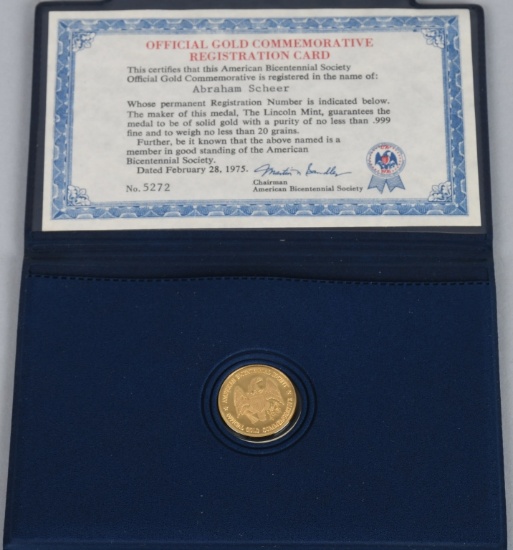 OFFICIAL GOLD COMMEMORATIVE
REGISTRATION CARD
This certifies that this American Bicentennial Society
Official Gold Commemorative is registered in the name of:
Abraham Scheer
Whose permanent Registration Number is indicated below.
The maker of this medal, The Lincoln Mint, guarantees the
medal to be of solid gold with a purity of no less than .999
fine and to weigh no less than 20 grains.
Further, be it known that the above named is a
member in good standing of the American
Bicentennial Society.
Dated February 28, 1975.
Chairman
No. 5272 American Bicentennial Society